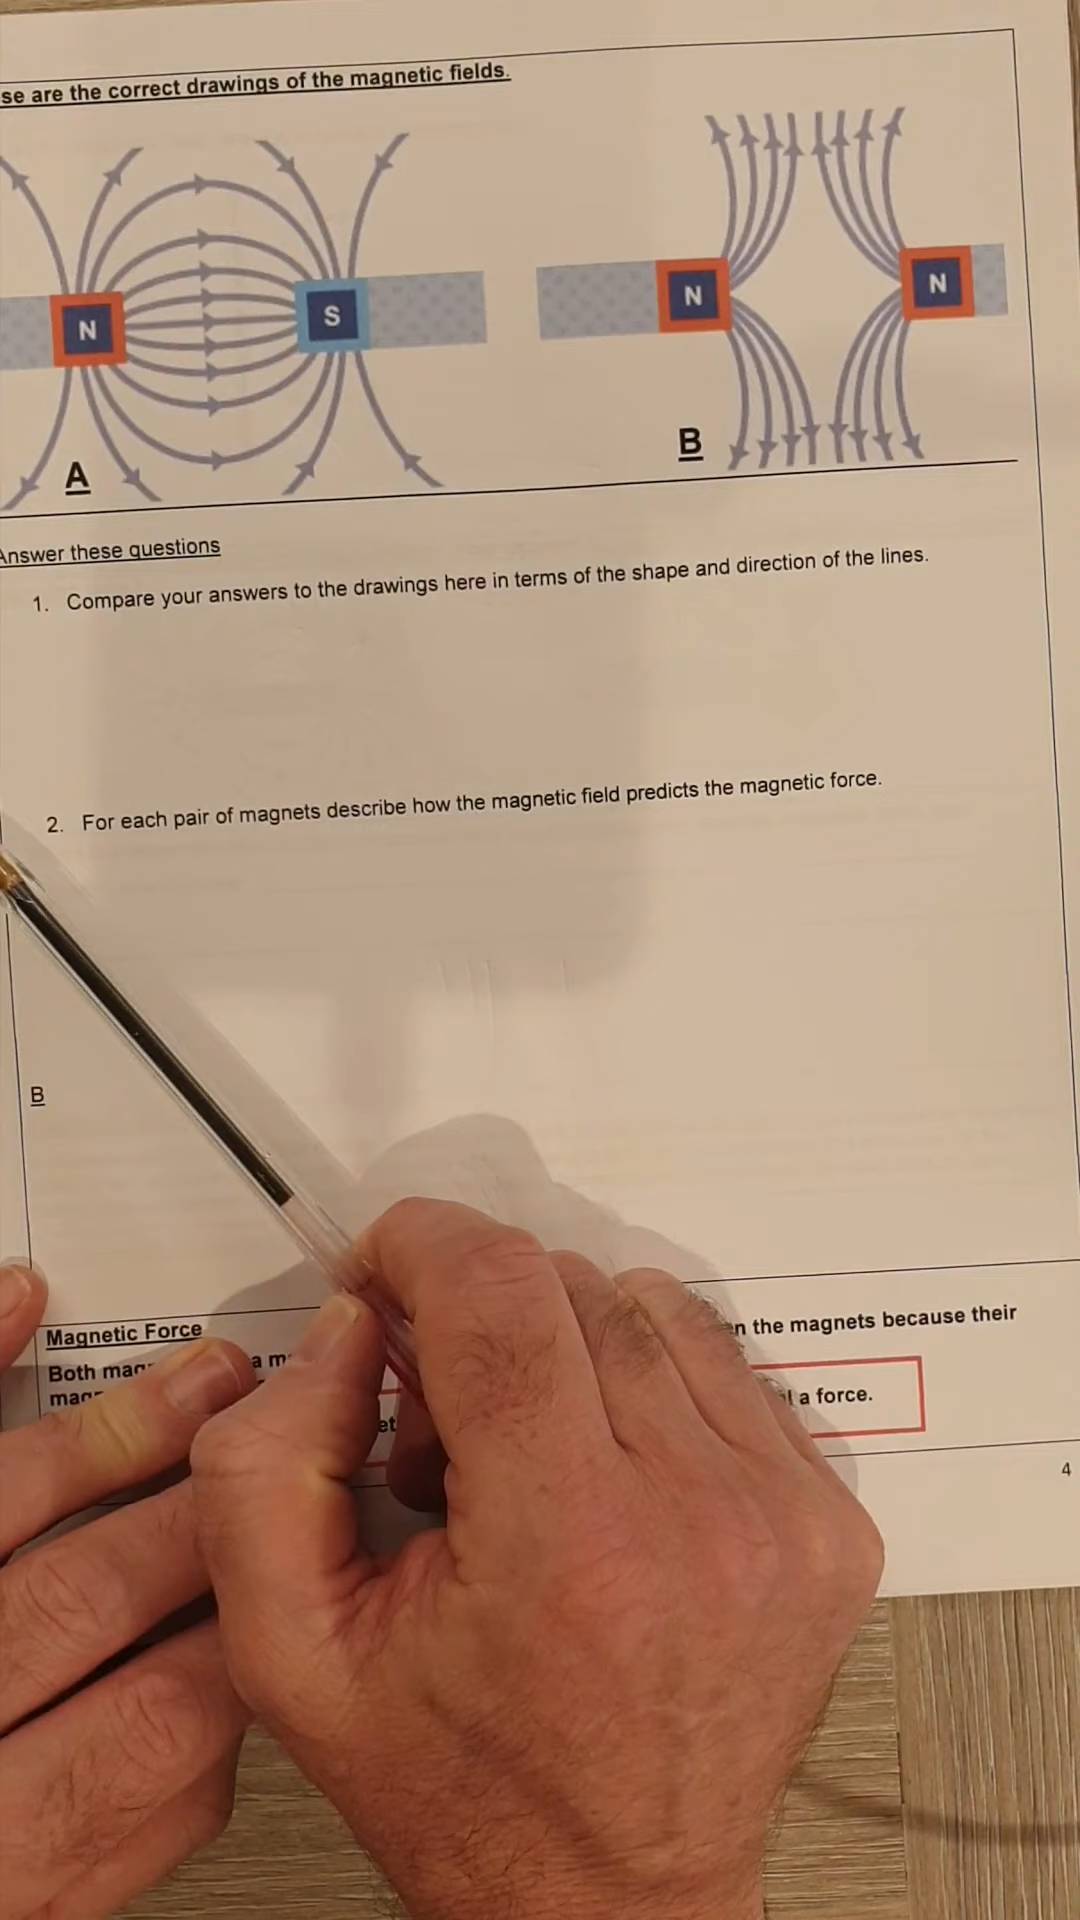 se are the correct drawings of the magnetic fields.
N
S
N
N
A
B
Answer these questions
1. Compare your answers to the drawings here in terms of the shape and direction of the lines.
2. For each pair of magnets describe how the magnetic field predicts the magnetic force.
B
Magnetic Force
n the magnets because their
Both a m
a force.
et
4